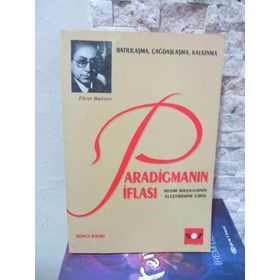 BATILILAŞMA, ÇAĞDAŞLAŞMA, KALKINMA
Fikret Başkaya
PARADİGMANIN
İFLASI
RESMİ İDEOLOJİNİN
ELEŞTİRİSİNE GİRİŞ
İKİNCİ BASKI
İREM